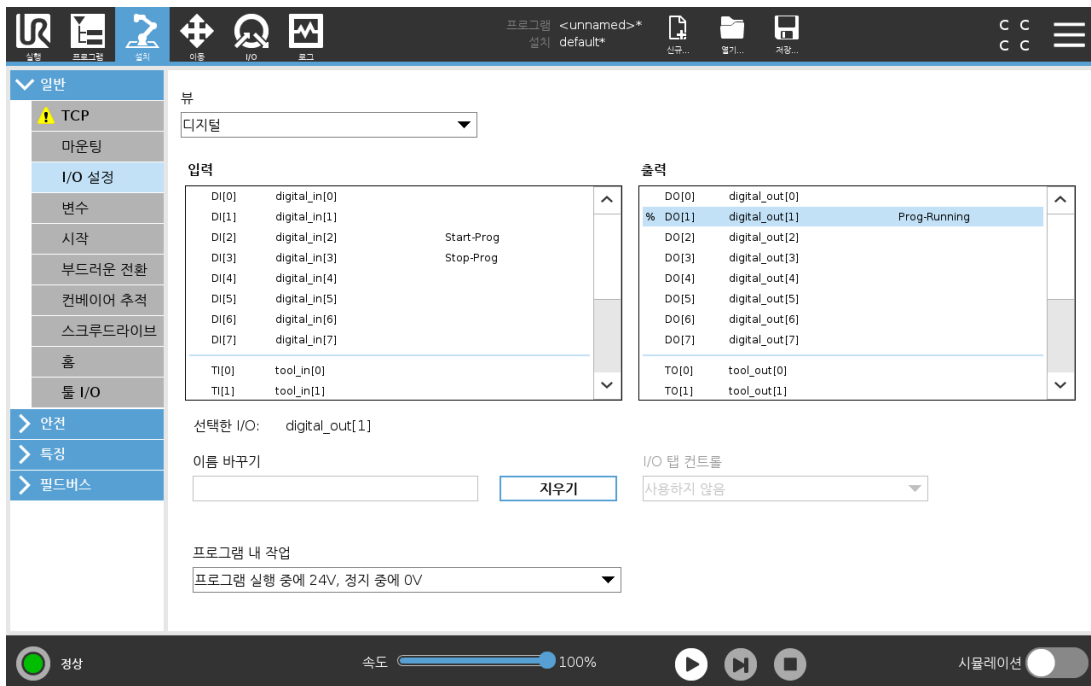 UR
실행
프로그램
설치
이동
I/O
로그
프로그램 <unnamed>*
설치 default*
신규...
열기...
저장...
C C
C C
일반
TCP
마운팅
I/O 설정
변수
시작
부드러운 전환
컨베이어 추적
스크루드라이브
홈
툴 I/O
안전
특징
필드버스
뷰
디지털
입력
DI[0] digital_in[0]
DI[1] digital_in[1]
DI[2] digital_in[2] Start-Prog
DI[3] digital_in[3] Stop-Prog
DI[4] digital_in[4]
DI[5] digital_in[5]
DI[6] digital_in[6]
DI[7] digital_in[7]
TI[0] tool_in[0]
TI[1] tool_in[1]
출력
DO[0] digital_out[0]
% DO[1] digital_out[1] Prog-Running
DO[2] digital_out[2]
DO[3] digital_out[3]
DO[4] digital_out[4]
DO[5] digital_out[5]
DO[6] digital_out[6]
DO[7] digital_out[7]
TO[0] tool_out[0]
TO[1] tool_out[1]
선택한 I/O: digital_out[1]
이름 바꾸기
지우기
I/O 탭 컨트롤
사용하지 않음
프로그램 내 작업
프로그램 실행 중에 24V, 정지 중에 0V
정상
속도 100%
시뮬레이션